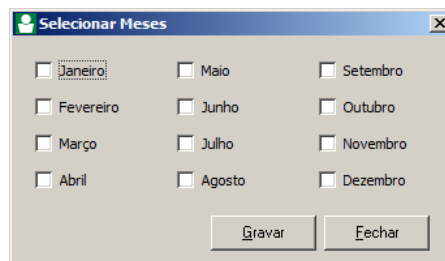 Selecionar Meses
Janeiro Maio Setembro
Fevereiro Junho Outubro
Março Julho Novembro
Abril Agosto Dezembro
Gravar Fechar